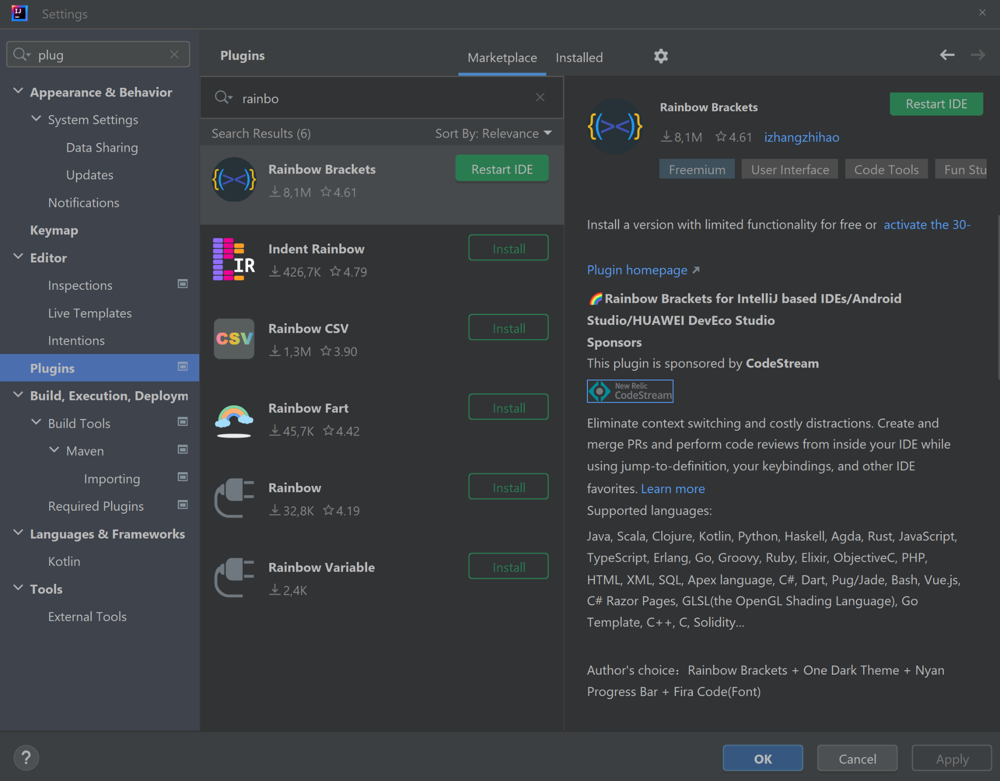 IJ
Settings
plug
Appearance & Behavior
System Settings
Data Sharing
Updates
Notifications
Keymap
Editor
Inspections
Live Templates
Intentions
Plugins
Build, Execution, Deploym
Build Tools
Maven
Importing
Required Plugins
Languages & Frameworks
Kotlin
Tools
External Tools
Plugins
Marketplace
Installed
rainbo
Search Results (6)
Sort By: Relevance
{(><)}
Rainbow Brackets
8,1M 4.61
Restart IDE
IR
Indent Rainbow
426,7K 4.79
Install
CSV
Rainbow CSV
1,3M 3.90
Install
Rainbow Fart
45,7K 4.42
Install
Rainbow
32,8K 4.19
Install
Rainbow Variable
2,4K
Install
{(><)}
Rainbow Brackets
Restart IDE
8,1M 4.61 izhangzhihao
Freemium User Interface Code Tools Fun Stu
Install a version with limited functionality for free or activate the 30-
Plugin homepage ↗
🌈Rainbow Brackets for IntelliJ based IDEs/Android
Studio/HUAWEI DevEco Studio
Sponsors
This plugin is sponsored by CodeStream
New Relic
CodeStream
Eliminate context switching and costly distractions. Create and
merge PRs and perform code reviews from inside your IDE while
using jump-to-definition, your keybindings, and other IDE
favorites. Learn more
Supported languages:
Java, Scala, Clojure, Kotlin, Python, Haskell, Agda, Rust, JavaScript,
TypeScript, Erlang, Go, Groovy, Ruby, Elixir, ObjectiveC, PHP,
HTML, XML, SQL, Apex language, C#, Dart, Pug/Jade, Bash, Vue.js,
C# Razor Pages, GLSL(the OpenGL Shading Language), Go
Template, C++, C, Solidity...
Author's choice：Rainbow Brackets + One Dark Theme + Nyan
Progress Bar + Fira Code(Font)
?
OK
Cancel
Apply